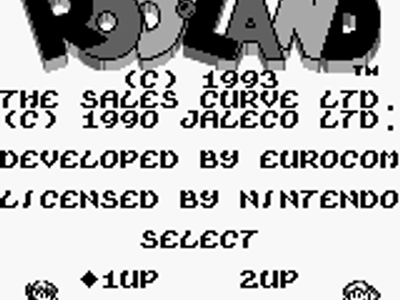 RODLAND
TM
(C) 1993
THE SALES CURVE LTD.
(C) 1990 JALECO LTD.
DEVELOPED BY EUROCOM
LICENSED BY NINTENDO
SELECT
◆1UP 2UP